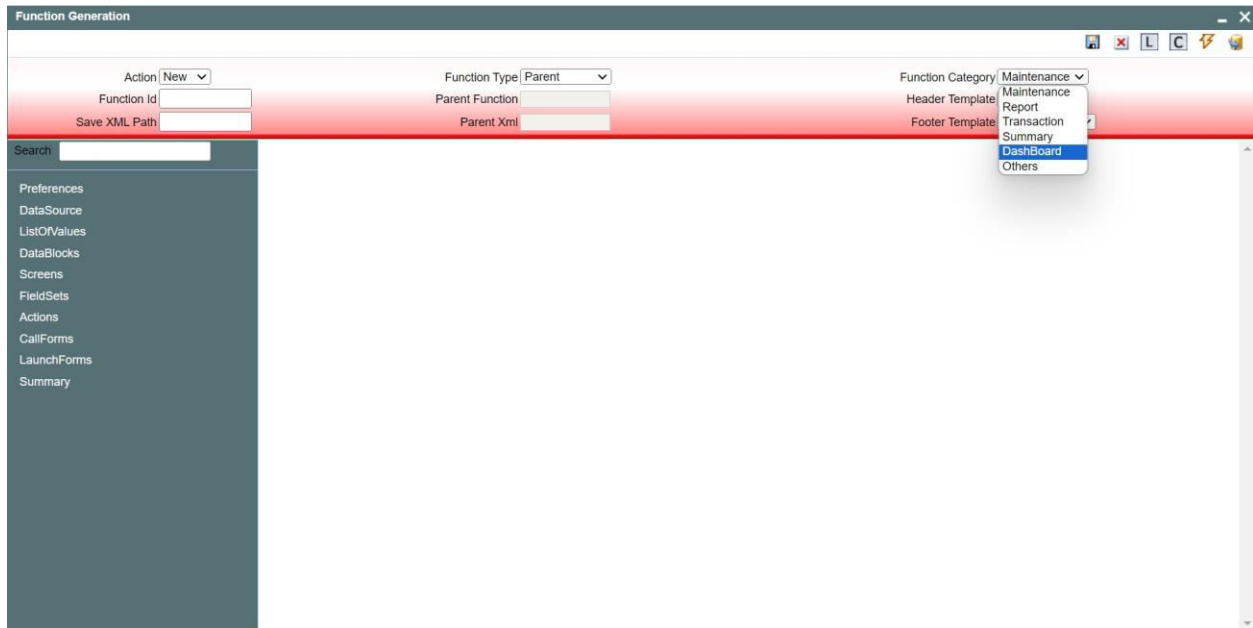 Function Generation
L C
Action New Function Type Parent Function Category Maintenance
Function Id Parent Function Header Template
Save XML Path Parent Xml Footer Template
Maintenance
Report
Transaction
Summary
DashBoard
Others
Search
Preferences
DataSource
ListOfValues
DataBlocks
Screens
FieldSets
Actions
CallForms
LaunchForms
Summary